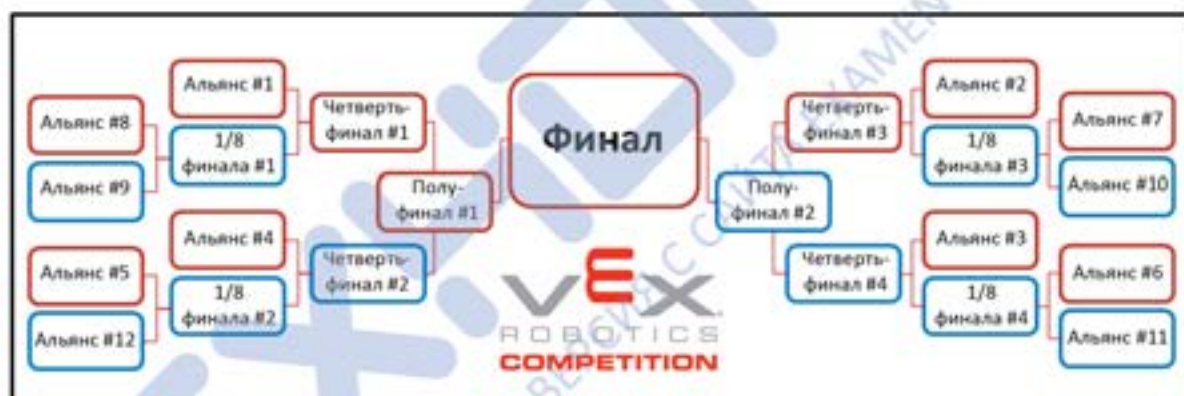 Альянс #1
Альянс #8
Альянс #9
1/8
финала #1
Четверть-
финал #1
Альянс #4
Альянс #5
Альянс #12
1/8
финала #2
Четверть-
финал #2
Полу-
финал #1
Финал
Полу-
финал #2
Четверть-
финал #3
Альянс #2
1/8
финала #3
Альянс #7
Альянс #10
Четверть-
финал #4
Альянс #3
1/8
финала #4
Альянс #6
Альянс #11
VEX
ROBOTICS
COMPETITION